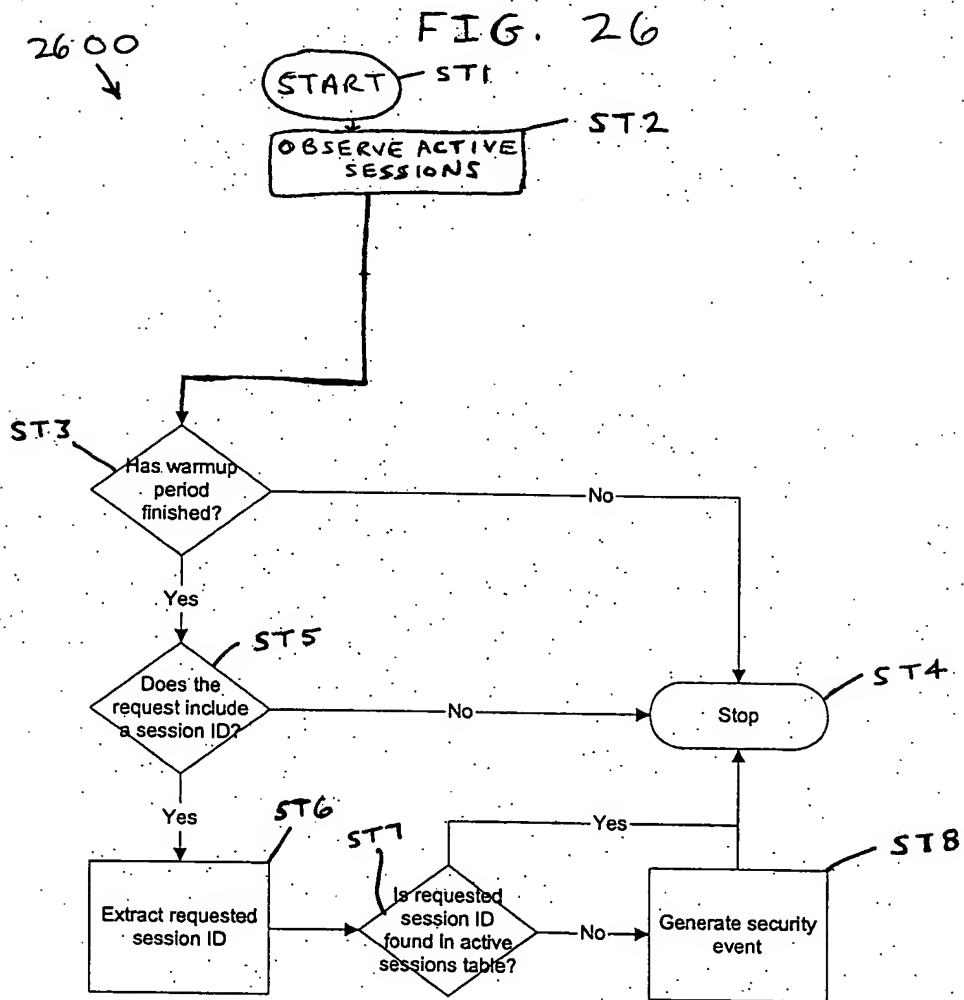 FIG. 26
2600
START
ST1
ST2
OBSERVE ACTIVE
SESSIONS
ST3
Has warmup
period
finished?
No
Yes
ST5
Does the
request include
a session ID?
No
ST4
Stop
Yes
ST6
Extract requested
session ID
ST7
Is requested
session ID
found in active
sessions table?
Yes
No
ST8
Generate security
event